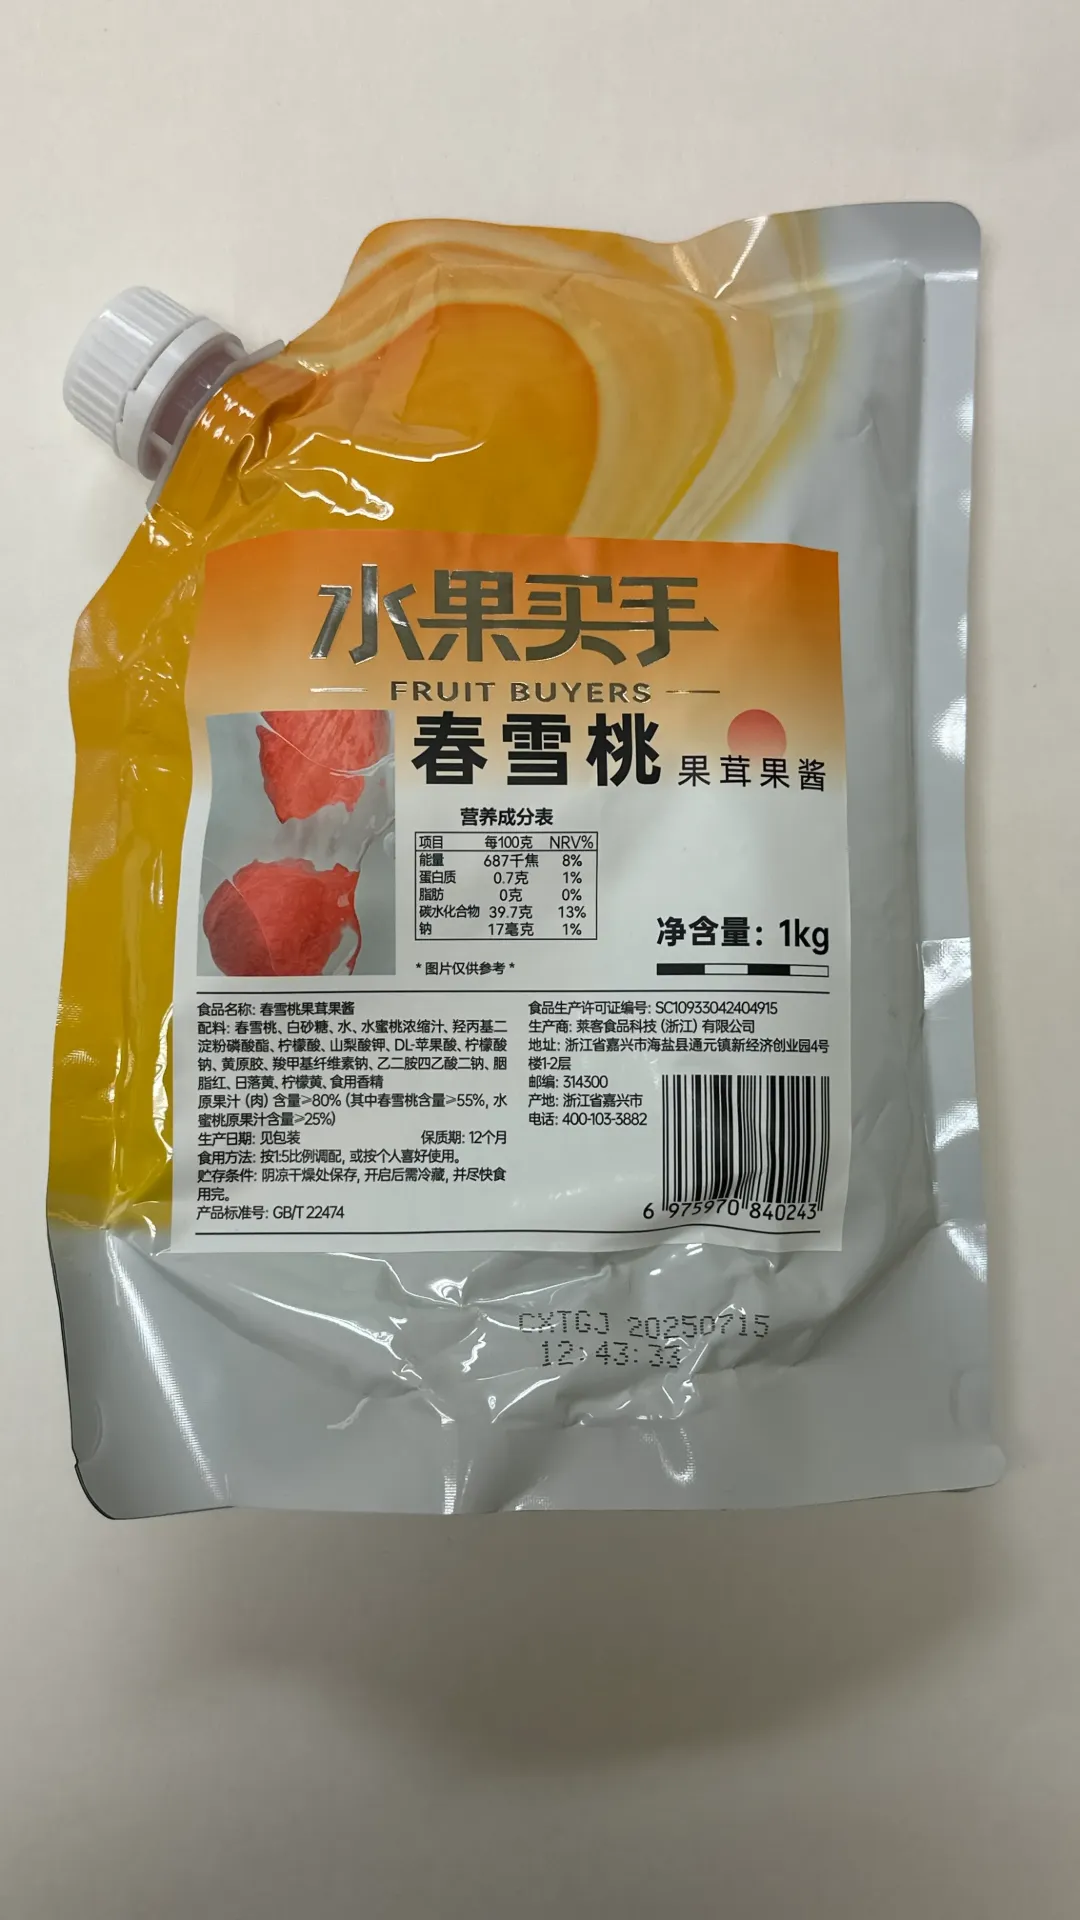 水果买手
FRUIT BUYERS
春雪桃 果茸果酱
营养成分表
项目 每100克 NRV%
能量 687千焦 8%
蛋白质 0.7克 1%
脂肪 0克 0%
碳水化合物 39.7克 13%
钠 17毫克 1%
*图片仅供参考*
净含量：1kg
食品名称: 春雪桃果茸果酱
配料: 春雪桃、白砂糖、水、水蜜桃浓缩汁、羟丙基二
淀粉磷酸酯、柠檬酸、山梨酸钾、DL-苹果酸、柠檬酸
钠、黄原胶、羧甲基纤维素钠、乙二胺四乙酸二钠、胭
脂红、日落黄、柠檬黄、食用香精
原果汁（肉）含量≥80%（其中春雪桃含量≥55%, 水
蜜桃原果汁含量≥25%）
生产日期: 见包装 保质期: 12个月
食用方法: 按1:5比例调配, 或按个人喜好使用。
贮存条件: 阴凉干燥处保存, 开启后需冷藏, 并尽快食
用完。
产品标准号: GB/T 22474
食品生产许可证编号: SC10933042404915
生产商: 莱客食品科技（浙江）有限公司
地址: 浙江省嘉兴市海盐县通元镇新经济创业园4号
楼1-2层
邮编: 314300
产地: 浙江省嘉兴市
电话: 400-103-3882
6 975970 840243
CXTGJ 20250715
12:43:33